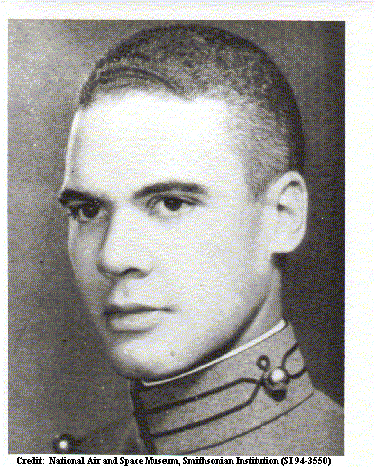 Credit: National Air and Space Museum, Smithsonian Institution (SI 94-3550)